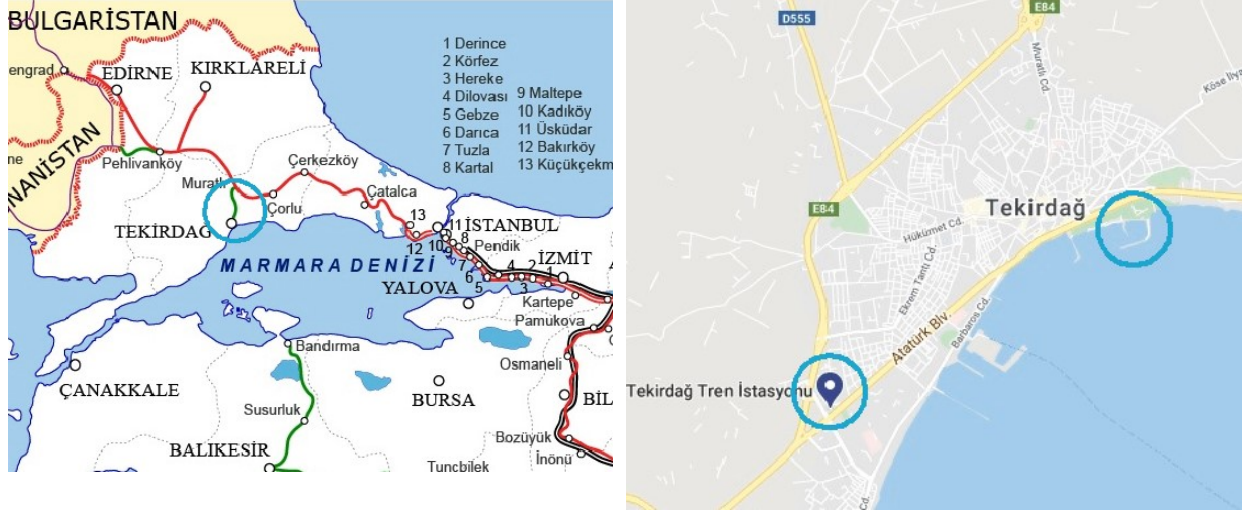 BULGARİSTAN
engrad
EDİRNE
KIRKLARELİ
1 Derince
2 Körfez
3 Hereke
4 Dilovası
5 Gebze
6 Darıca
7 Tuzla
8 Kartal
9 Maltepe
10 Kadıköy
11 Üsküdar
12 Bakırköy
13 Küçükçekm
ne
NANİSTAN
Pehlivanköy
Muratlı
Çerkezköy
Çorlu
Çatalca
TEKİRDAĞ
13
12
11
İSTANBUL
10
9
8
Pendik
7
6
5
4
3
2
1
İZMİT
MARMARA DENİZİ
YALOVA
Kartepe
Pamukova
Bandırma
Osmaneli
ÇANAKKALE
BURSA
BİL
Susurluk
Bozüyük
BALIKESİR
Tunçbilek
İnönü
D555
E84
Muratlı Cd.
Köse İlya
E84
Tekirdağ
Hükümet Cd.
Ekrem Tantı Cd.
Atatürk Blv.
Barbaros Cd.
Tekirdağ Tren İstasyonu